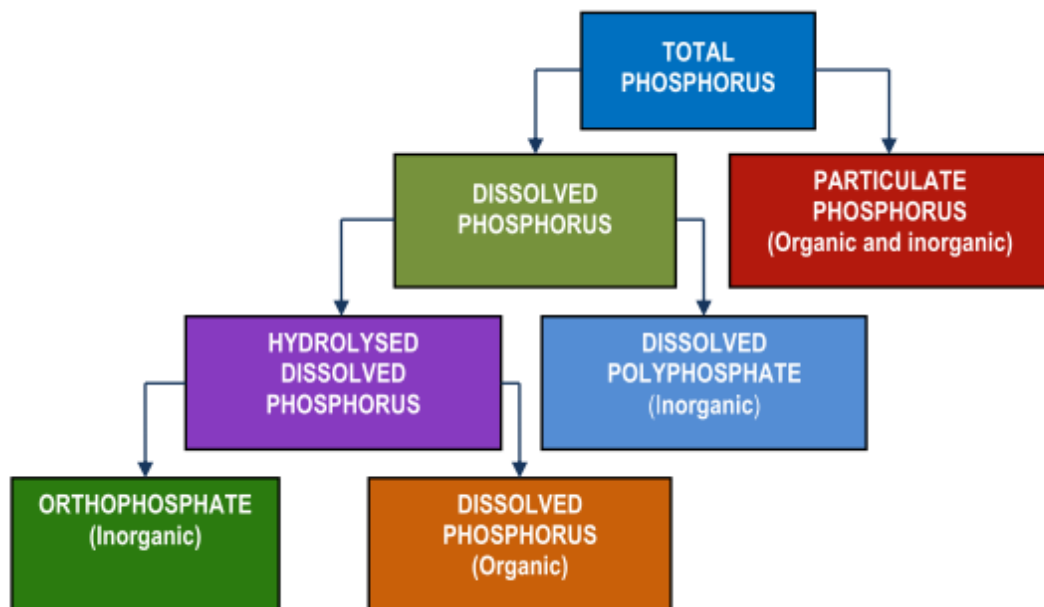 TOTAL
PHOSPHORUS
DISSOLVED
PHOSPHORUS
PARTICULATE
PHOSPHORUS
(Organic and inorganic)
HYDROLYSED
DISSOLVED
PHOSPHORUS
DISSOLVED
POLYPHOSPHATE
(Inorganic)
ORTHOPHOSPHATE
(Inorganic)
DISSOLVED
PHOSPHORUS
(Organic)